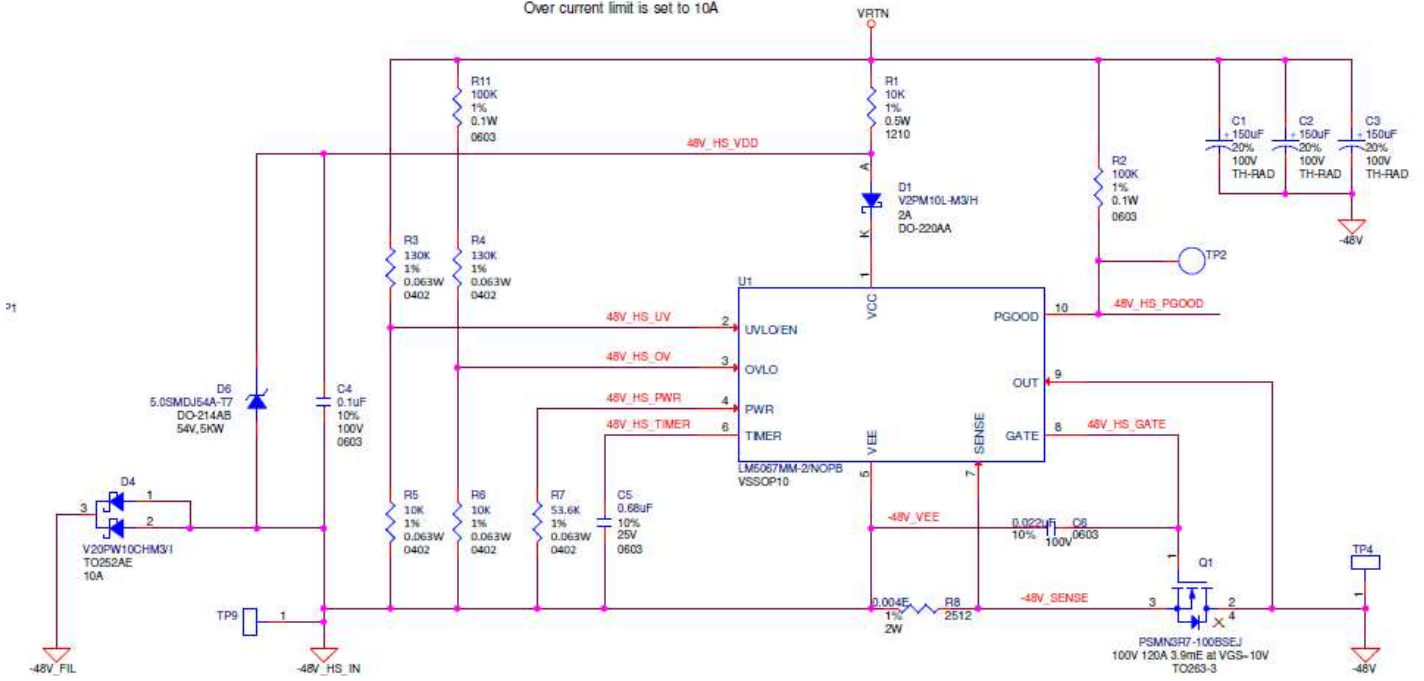 Over current limit is set to 10A
VRTN
R11
100K
1%
0.1W
0603
R1
10K
1%
0.5W
1210
C1
+ 150uF
20%
100V
TH-RAD
C2
+ 150uF
20%
100V
TH-RAD
C3
+ 150uF
20%
100V
TH-RAD
-48V
48V_HS_VDD
R2
100K
1%
0.1W
0603
A
D1
V2PM10L-M3/H
2A
DO-220AA
K
R3
130K
1%
0.063W
0402
R4
130K
1%
0.063W
0402
TP2
P1
U1
1
VCC
48V_HS_UV
2
UVLO/EN
48V_HS_OV
3
OVLO
48V_HS_PWR
4
PWR
48V_HS_TIMER
6
TIMER
PGOOD
10
48V_HS_PGOOD
OUT
9
GATE
8
48V_HS_GATE
VEE
5
SENSE
7
LM5067MM-2/NOPB
VSSOP10
D6
5.0SMDJ54A-T7
DO-214AB
54V,5KW
C4
0.1uF
10%
100V
0603
D4
1
3
2
V20PW10CHM3/I
TO252AE
10A
R5
10K
1%
0.063W
0402
R6
10K
1%
0.063W
0402
R7
53.6K
1%
0.063W
0402
C5
0.68uF
10%
25V
0603
-48V_VEE
0.022uF
10%
100V
C6
0603
Q1
1
3
2
4
TP4
1
0.004E
1%
2W
R8
2512
-48V_SENSE
PSMN3R7-100BSEJ
100V 120A 3.9mE at VGS=10V
TO263-3
TP9
1
-48V_FIL
-48V_HS_IN
-48V